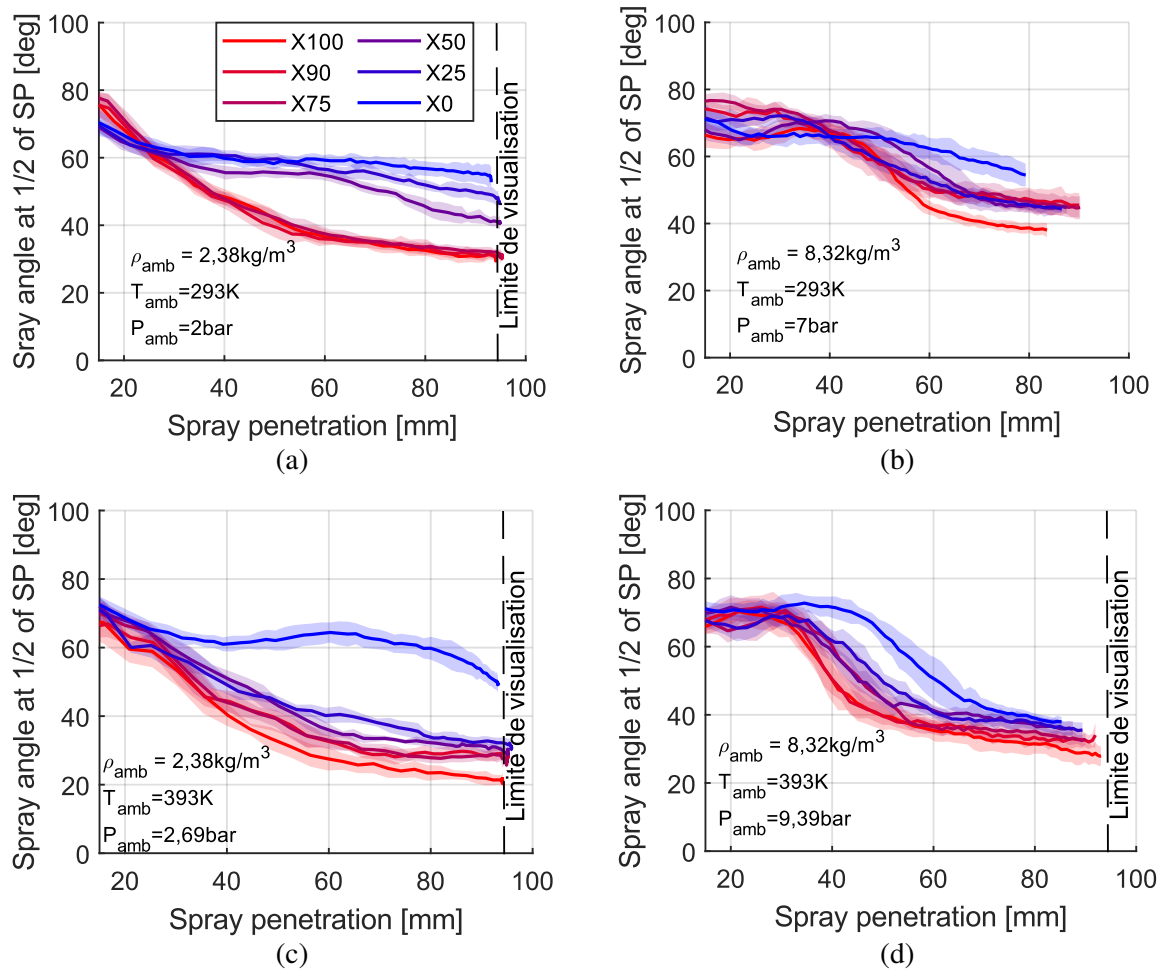 Sray angle at 1/2 of SP [deg]
100
80
60
40
20
0
X100 X50
X90 X25
X75 X0
Limite de visualisation
ρamb = 2,38kg/m3
Tamb=293K
Pamb=2bar
20 40 60 80 100
Spray penetration [mm]
(a)
Spray angle at 1/2 of SP [deg]
100
80
60
40
20
0
ρamb = 8,32kg/m3
Tamb=293K
Pamb=7bar
20 40 60 80 100
Spray penetration [mm]
(b)
Spray angle at 1/2 of SP [deg]
100
80
60
40
20
0
Limite de visualisation
ρamb = 2,38kg/m3
Tamb=393K
Pamb=2,69bar
20 40 60 80 100
Spray penetration [mm]
(c)
Spray angle at 1/2 of SP [deg]
100
80
60
40
20
0
Limite de visualisation
ρamb = 8,32kg/m3
Tamb=393K
Pamb=9,39bar
20 40 60 80 100
Spray penetration [mm]
(d)